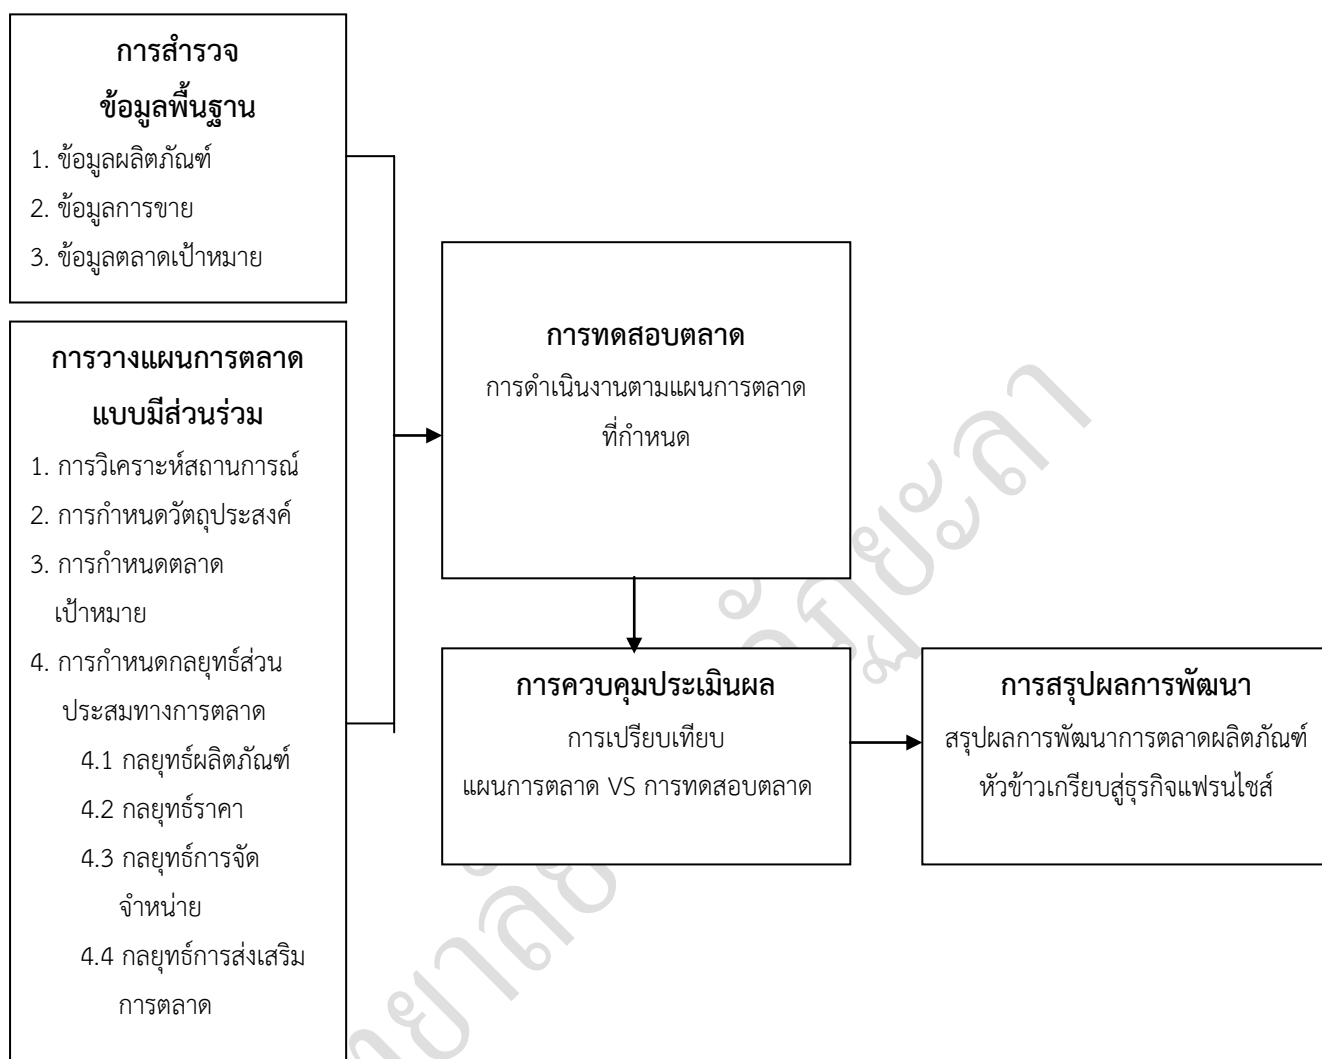 การสำรวจ
ข้อมูลพื้นฐาน
1. ข้อมูลผลิตภัณฑ์
2. ข้อมูลการขาย
3. ข้อมูลตลาดเป้าหมาย
การวางแผนการตลาด
แบบมีส่วนร่วม
1. การวิเคราะห์สถานการณ์
2. การกำหนดวัตถุประสงค์
3. การกำหนดตลาด
เป้าหมาย
4. การกำหนดกลยุทธ์ส่วน
ประสมทางการตลาด
4.1 กลยุทธ์ผลิตภัณฑ์
4.2 กลยุทธ์ราคา
4.3 กลยุทธ์การจัด
จำหน่าย
4.4 กลยุทธ์การส่งเสริม
การตลาด
การทดสอบตลาด
การดำเนินงานตามแผนการตลาด
ที่กำหนด
การควบคุมประเมินผล
การเปรียบเทียบ
แผนการตลาด VS การทดสอบตลาด
การสรุปผลการพัฒนา
สรุปผลการพัฒนาการตลาดผลิตภัณฑ์
หัวข้าวเกรียบสู่ธุรกิจแฟรนไชส์